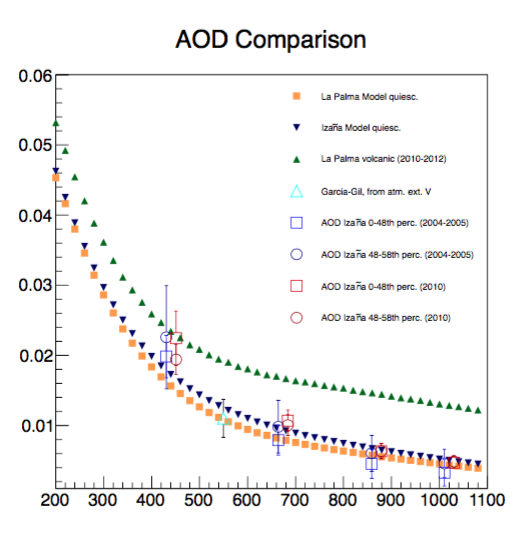 AOD Comparison
0.06
0.05
0.04
0.03
0.02
0.01
La Palma Model quiesc.
Izaña Model quiesc.
La Palma volcanic (2010-2012)
Garcia-Gil, from atm. ext. V
AOD Izaña 0-48th perc. (2004-2005)
AOD Izaña 48-58th perc. (2004-2005)
AOD Izaña 0-48th perc. (2010)
AOD Izaña 48-58th perc. (2010)
200 300 400 500 600 700 800 900 1000 1100